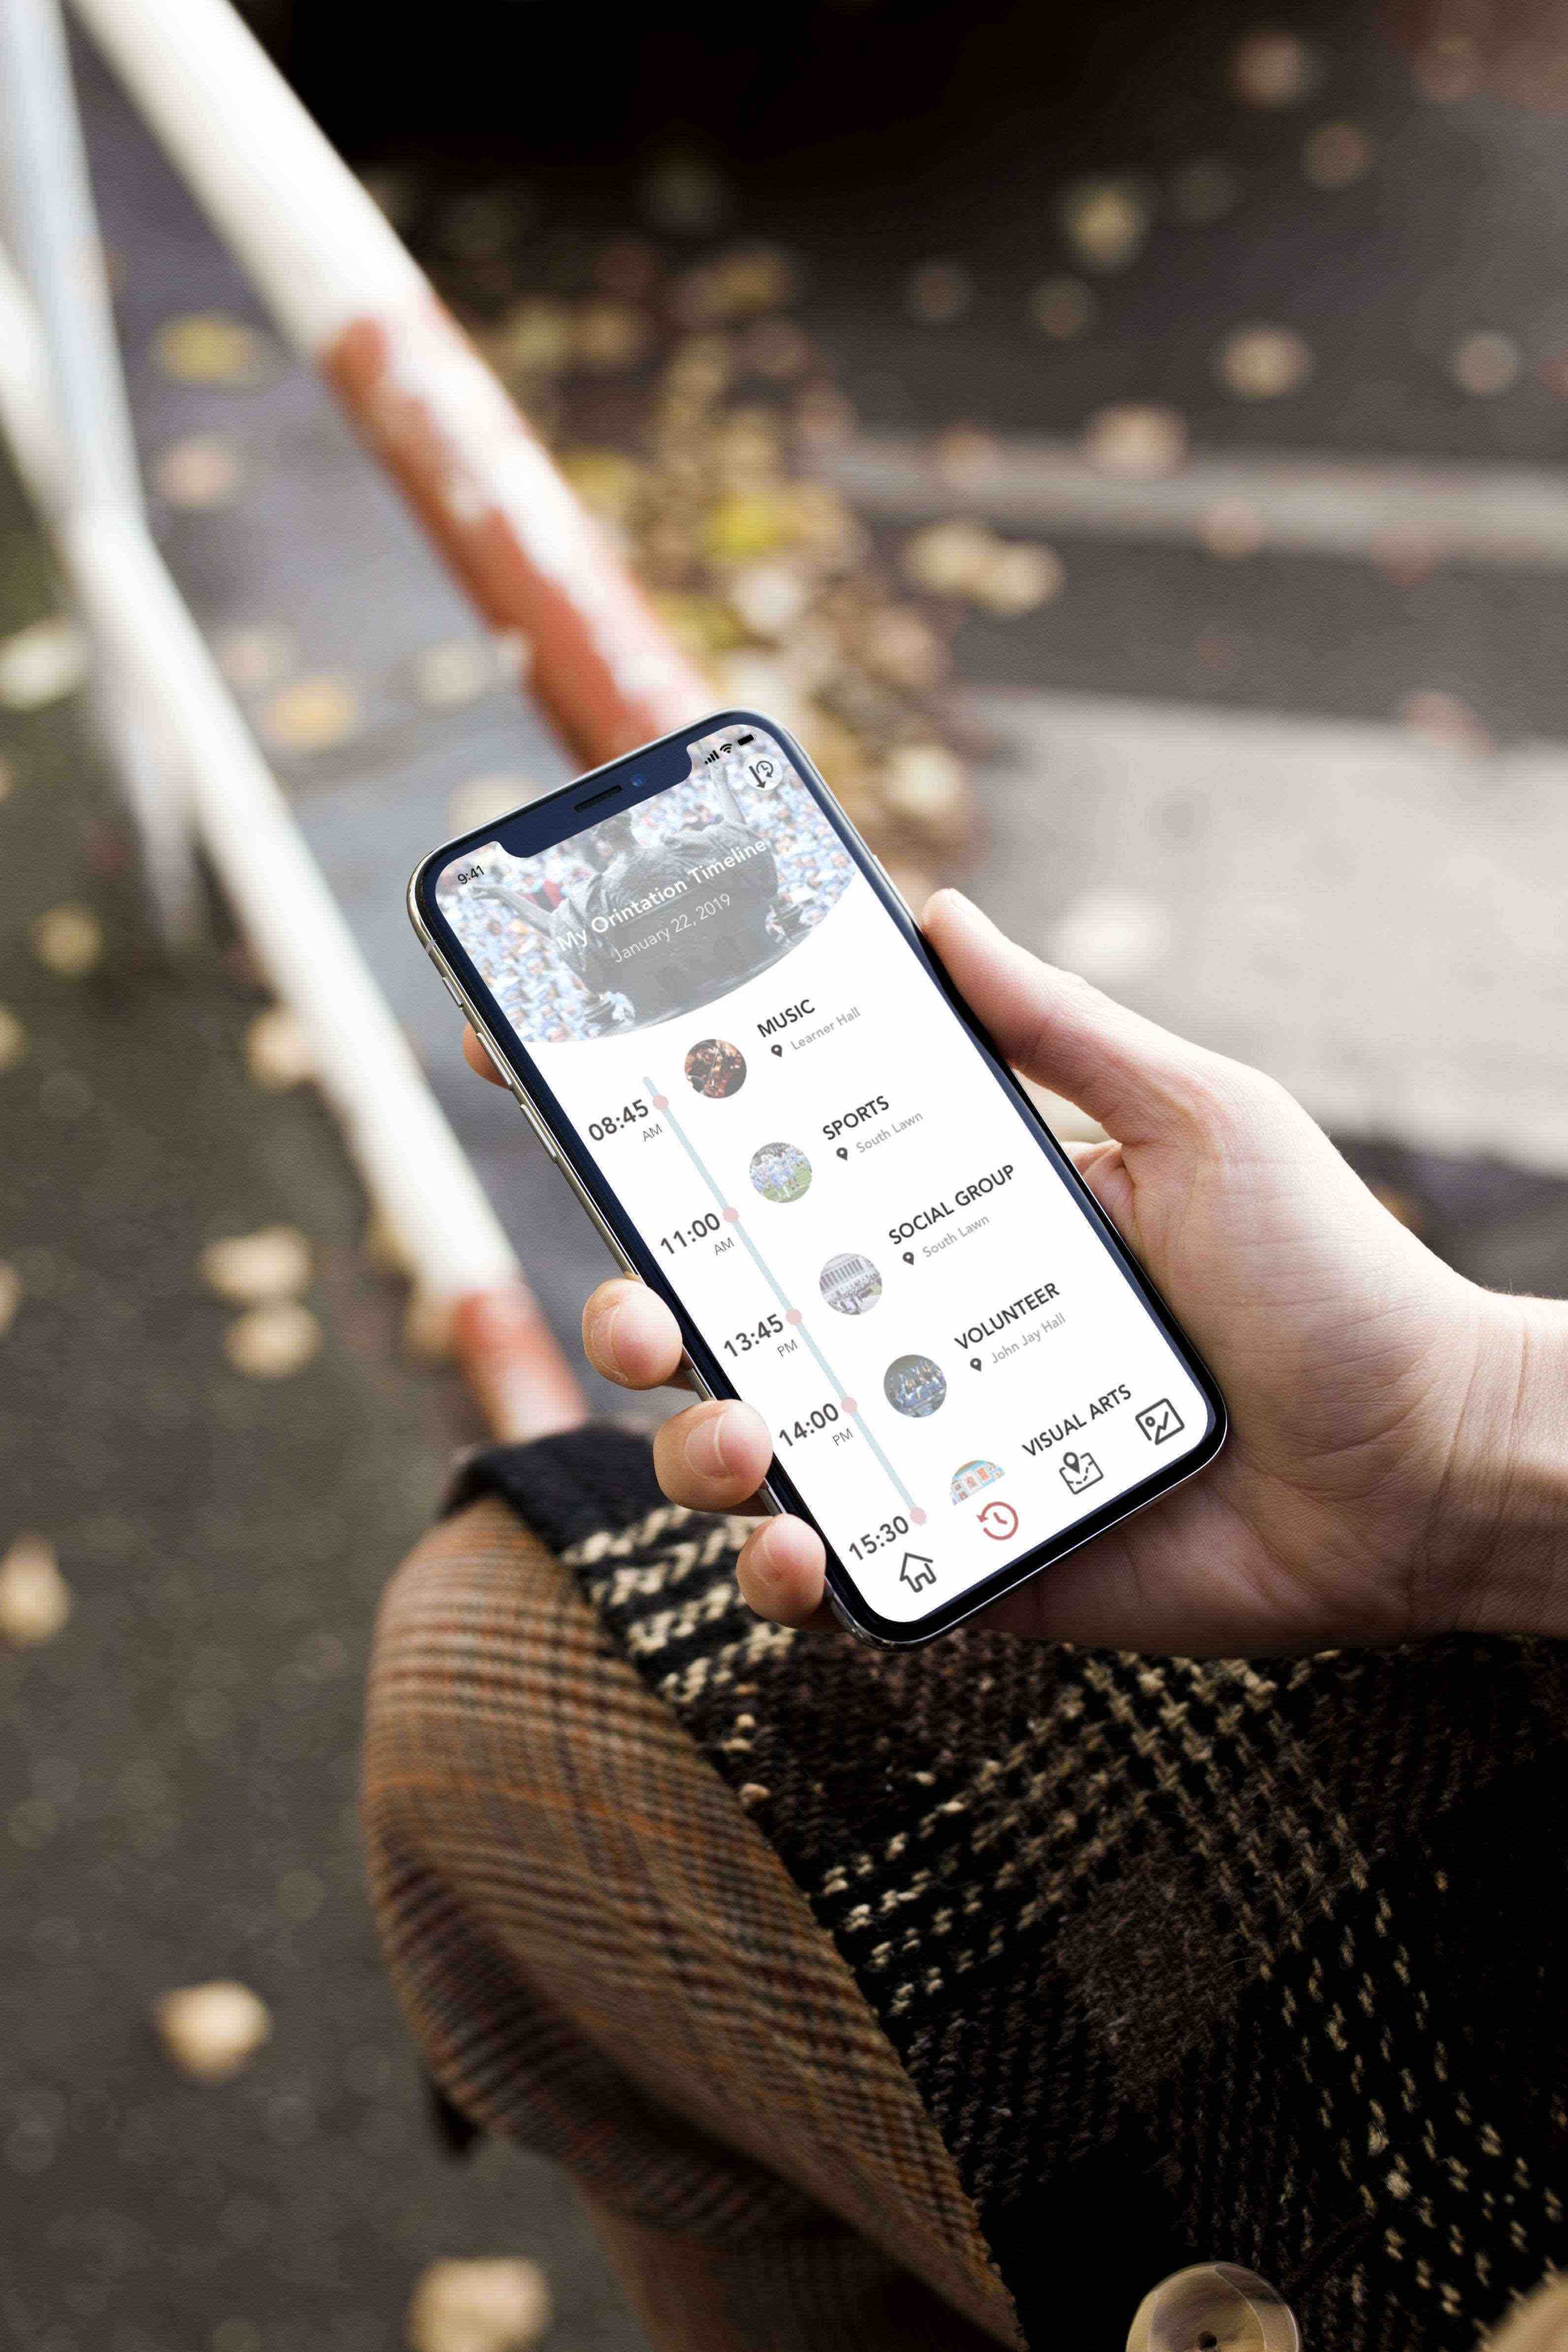 9:41
My Orintation Timeline
January 22, 2019
08:45
AM
MUSIC
Learner Hall
11:00
AM
SPORTS
South Lawn
13:45
PM
SOCIAL GROUP
South Lawn
14:00
PM
VOLUNTEER
John Jay Hall
15:30
VISUAL ARTS